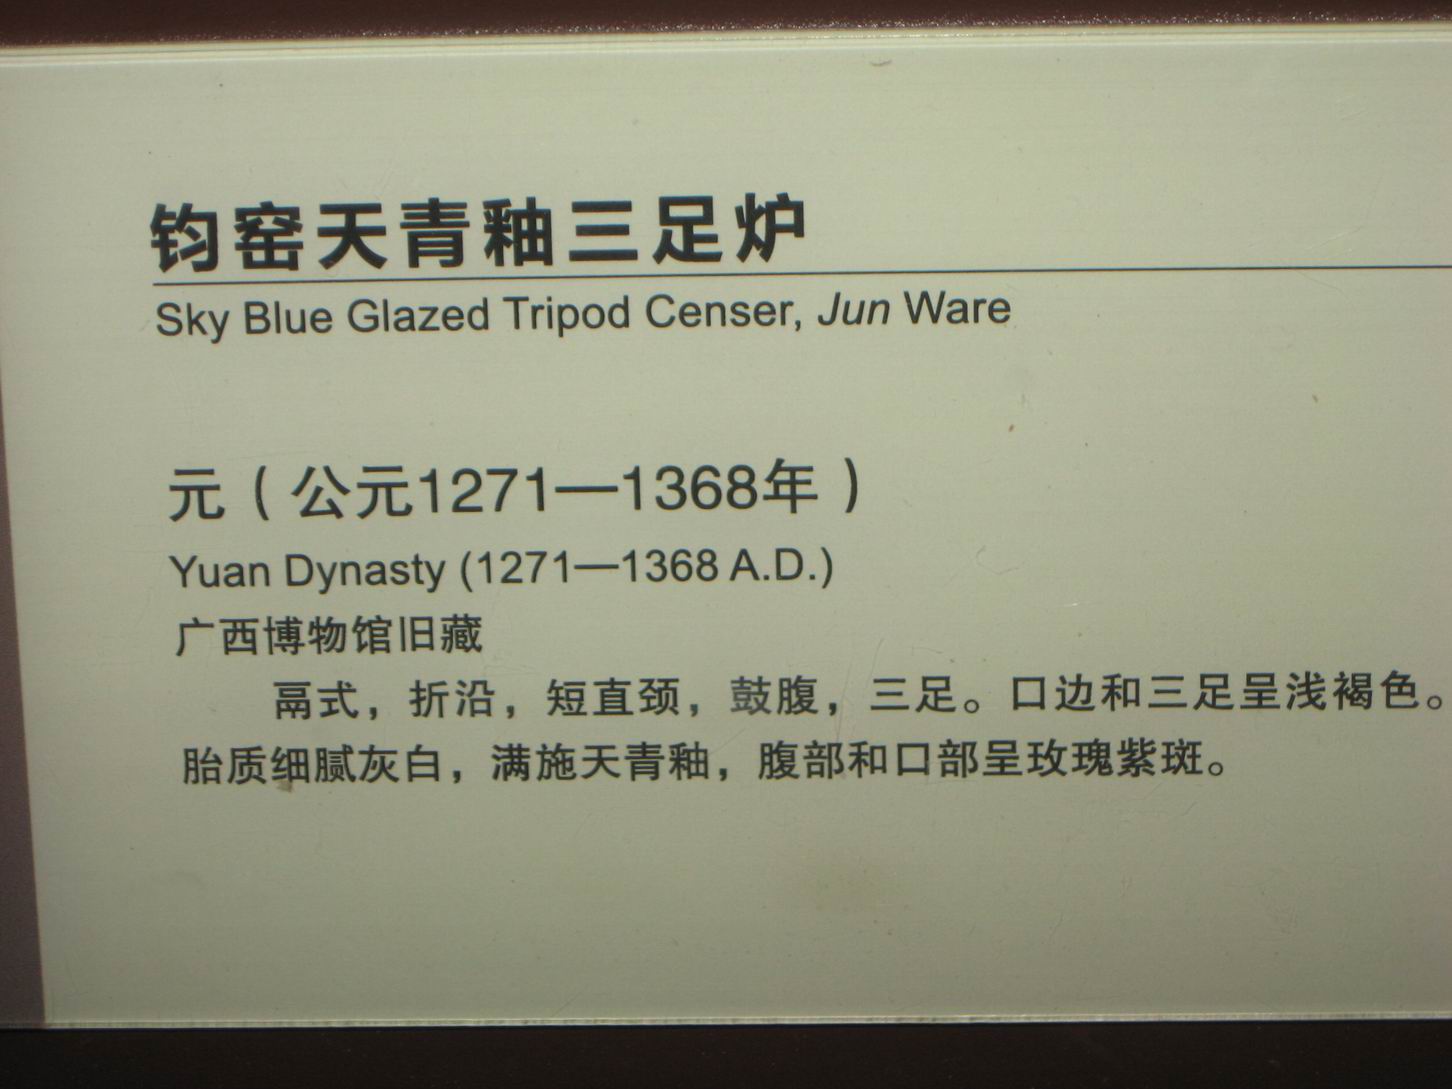 钧窑天青釉三足炉
Sky Blue Glazed Tripod Censer, Jun Ware
元（公元1271—1368年）
Yuan Dynasty (1271—1368 A.D.)
广西博物馆旧藏
鬲式，折沿，短直颈，鼓腹，三足。口边和三足呈浅褐色。
胎质细腻灰白，满施天青釉，腹部和口部呈玫瑰紫斑。